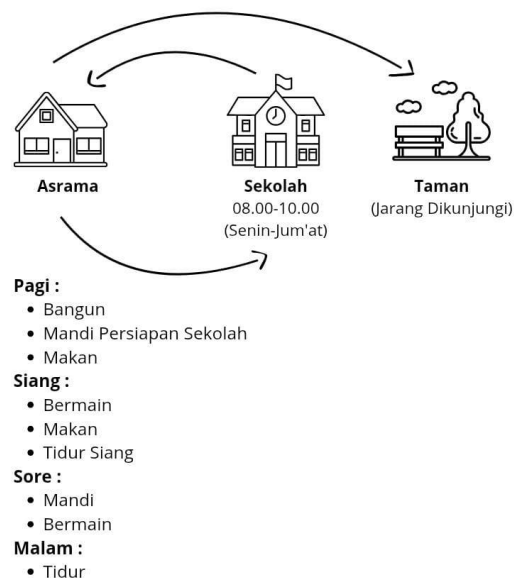 Asrama
Sekolah
08.00-10.00
(Senin-Jum'at)
Taman
(Jarang Dikunjungi)
Pagi :
• Bangun
• Mandi Persiapan Sekolah
• Makan
Siang :
• Bermain
• Makan
• Tidur Siang
Sore :
• Mandi
• Bermain
Malam :
• Tidur